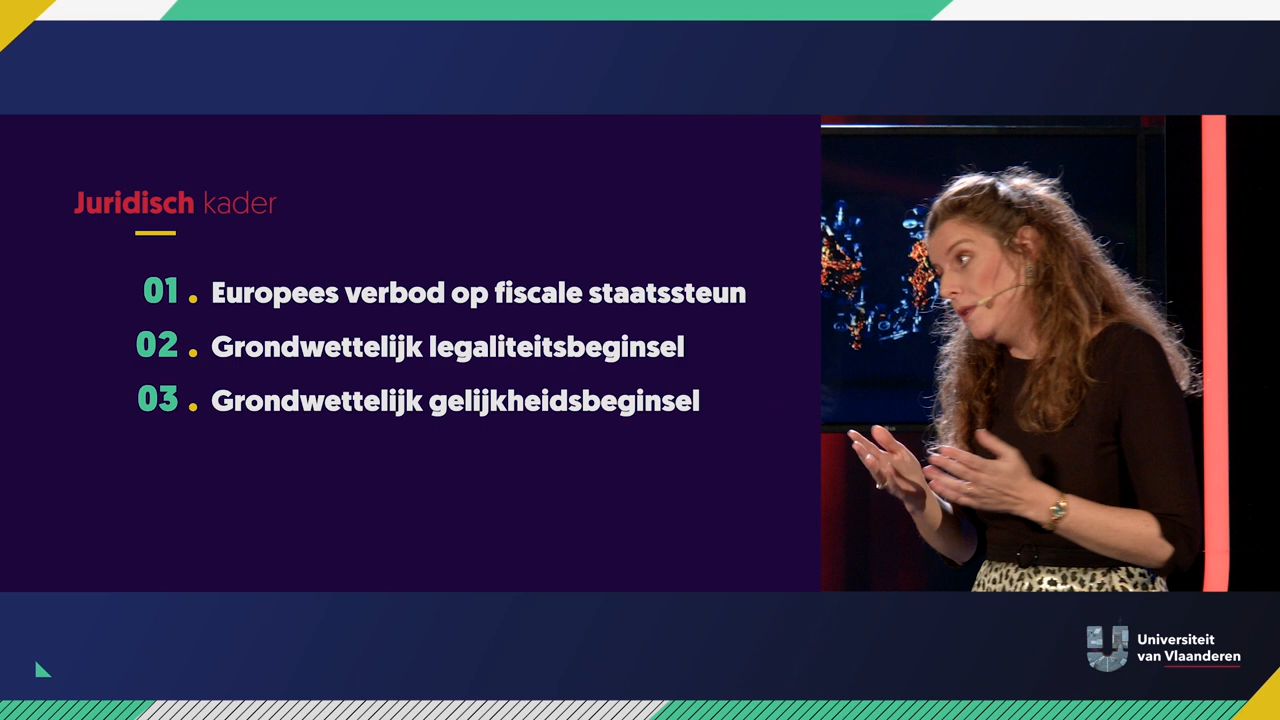 Juridisch kader
01. Europees verbod op fiscale staatssteun
02. Grondwettelijk legaliteitsbeginsel
03. Grondwettelijk gelijkheidsbeginsel
Universiteit
van Vlaanderen